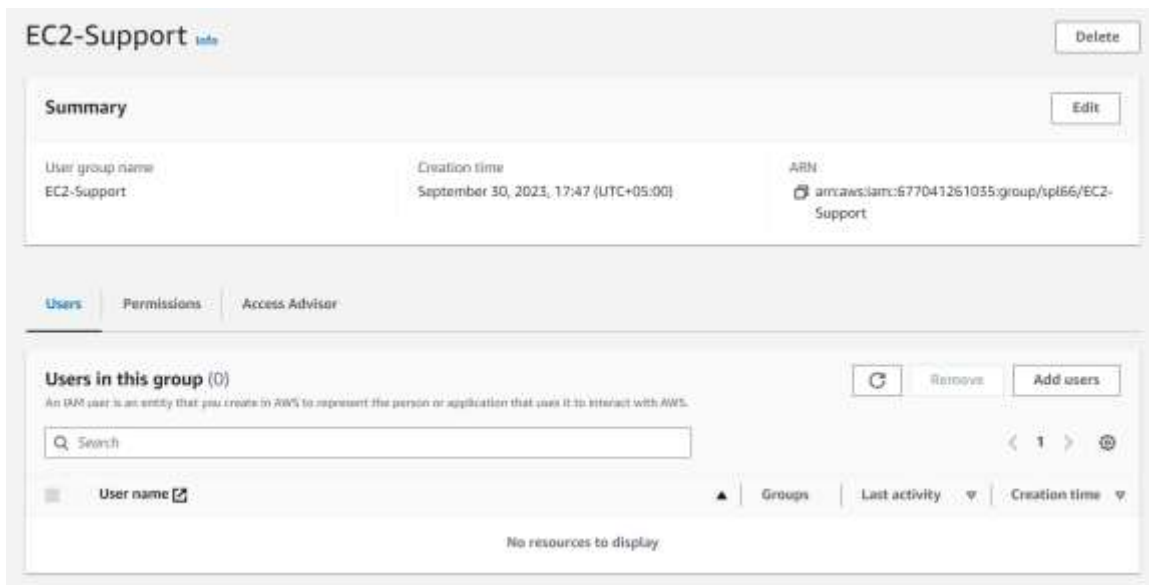 EC2-Support Info
Delete
Summary
Edit
User group name
EC2-Support
Creation time
September 30, 2023, 17:47 (UTC+05:00)
ARN
arn:aws:iam::677041261035:group/spl66/EC2-
Support
Users
Permissions
Access Advisor
Users in this group (0)
Remove
Add users
An IAM user is an entity that you create in AWS to represent the person or application that uses it to interact with AWS.
Search
1
User name
Groups
Last activity
Creation time
No resources to display